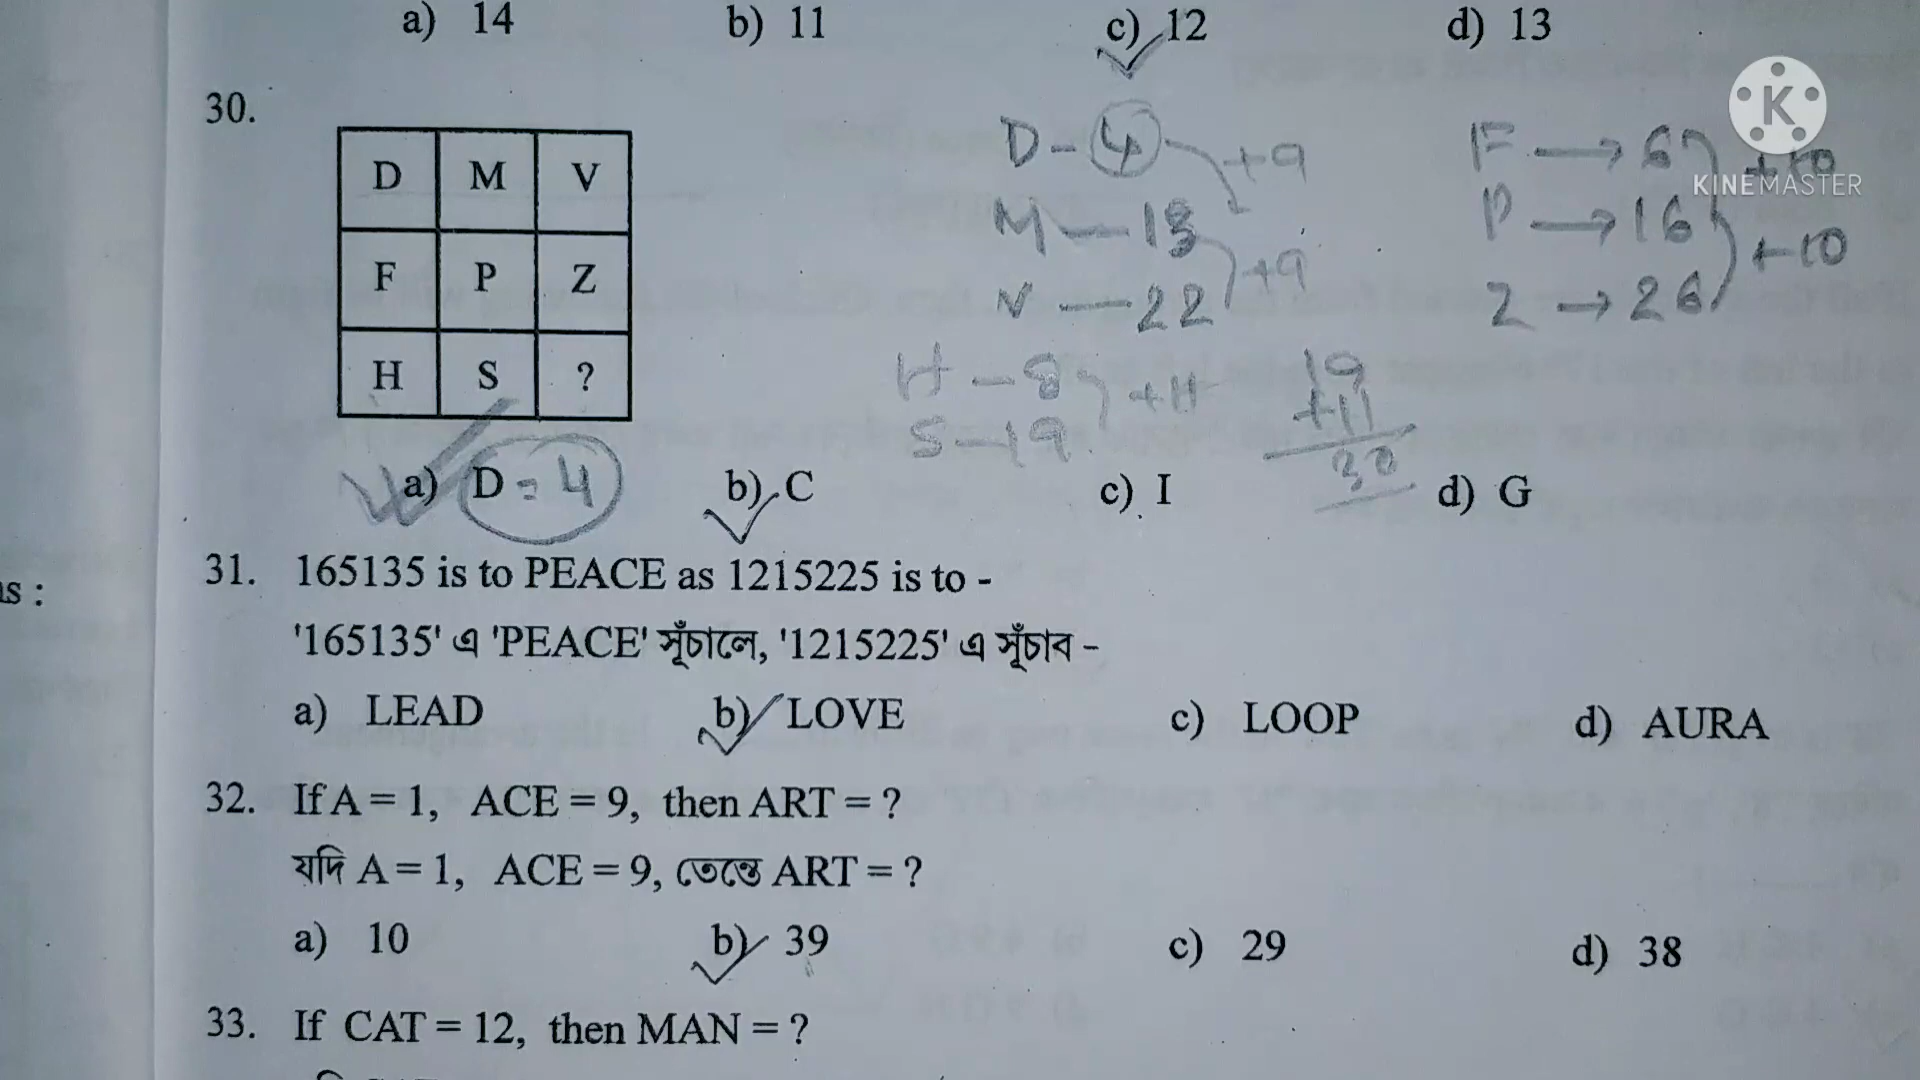 a) 14 b) 11 c) 12 d) 13
30.
D M V
F P Z
H S ?
D - 4 +9
M — 13
V — 22 +9
F → 6 +10
P → 16
Z → 26 +10
K
KINEMASTER
H - 8 +11
S - 19
19
+11
30
a) D = 4 b) C c) I d) G
31. 165135 is to PEACE as 1215225 is to -
'165135' এ 'PEACE' সূঁচালে, '1215225' এ সূঁচাব -
a) LEAD b) LOVE c) LOOP d) AURA
32. If A = 1, ACE = 9, then ART = ?
যদি A = 1, ACE = 9, তেন্তে ART = ?
a) 10 b) 39 c) 29 d) 38
33. If CAT = 12, then MAN = ?